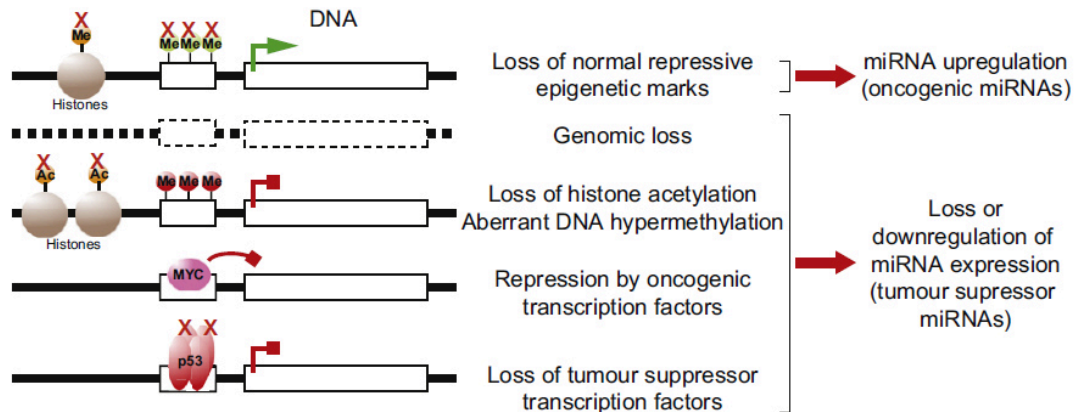 DNA
X
Me
X X X
Me Me Me
Histones
Loss of normal repressive
epigenetic marks
miRNA upregulation
(oncogenic miRNAs)
Genomic loss
X X
Ac Ac
Me Me Me
Histones
Loss of histone acetylation
Aberrant DNA hypermethylation
Loss or
downregulation of
miRNA expression
(tumour supressor
miRNAs)
MYC
Repression by oncogenic
transcription factors
X X
p53
Loss of tumour suppressor
transcription factors